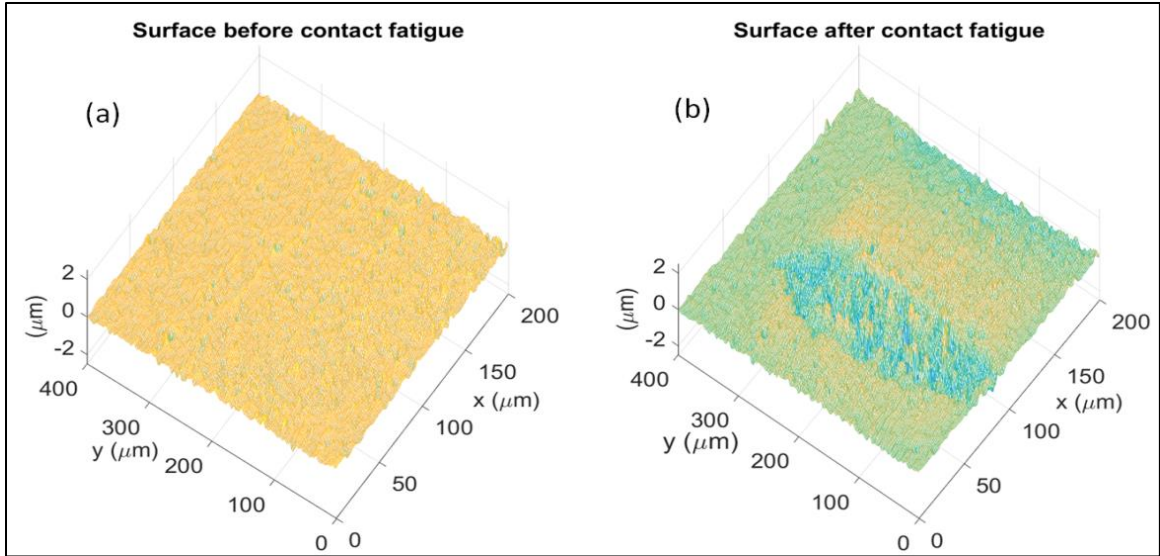 Surface before contact fatigue
(a)
2
0
-2
(μm)
400
300
200
100
0
y (μm)
0
50
100
150
200
x (μm)
Surface after contact fatigue
(b)
2
0
-2
(μm)
400
300
200
100
0
y (μm)
0
50
100
150
200
x (μm)